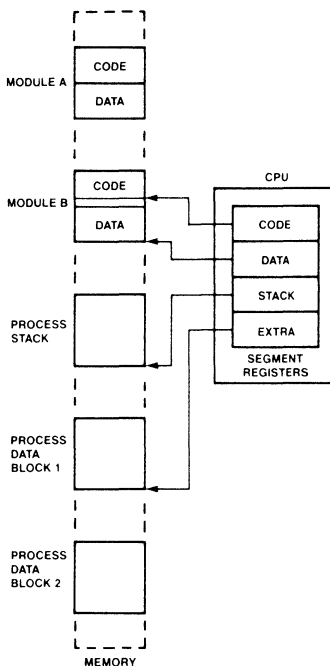 MODULE A
CODE
DATA
MODULE B
CODE
DATA
PROCESS
STACK
PROCESS
DATA
BLOCK 1
PROCESS
DATA
BLOCK 2
MEMORY
CPU
CODE
DATA
STACK
EXTRA
SEGMENT
REGISTERS